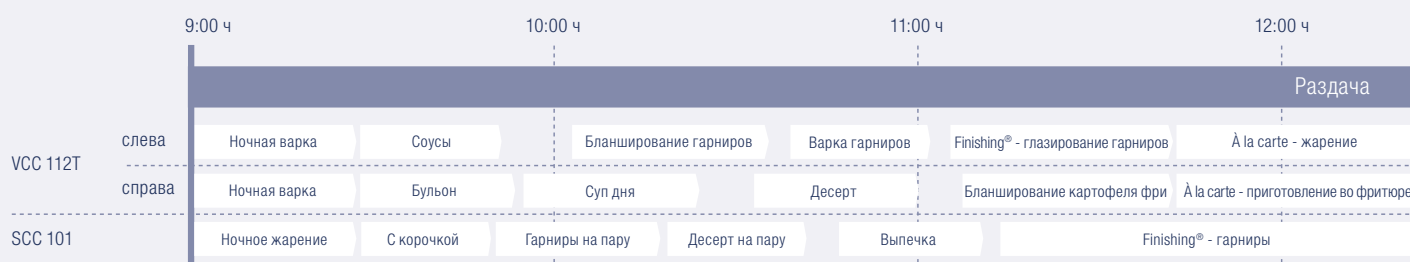 9:00 ч 10:00 ч 11:00 ч 12:00 ч
Раздача
слева Ночная варка Соусы Бланширование гарниров Варка гарниров Finishing® - глазирование гарниров À la carte - жарение
VCC 112T
справа Ночная варка Бульон Суп дня Десерт Бланширование картофеля фри À la carte - приготовление во фритюре
SCC 101 Ночное жарение С корочкой Гарниры на пару Десерт на пару Выпечка Finishing® - гарниры